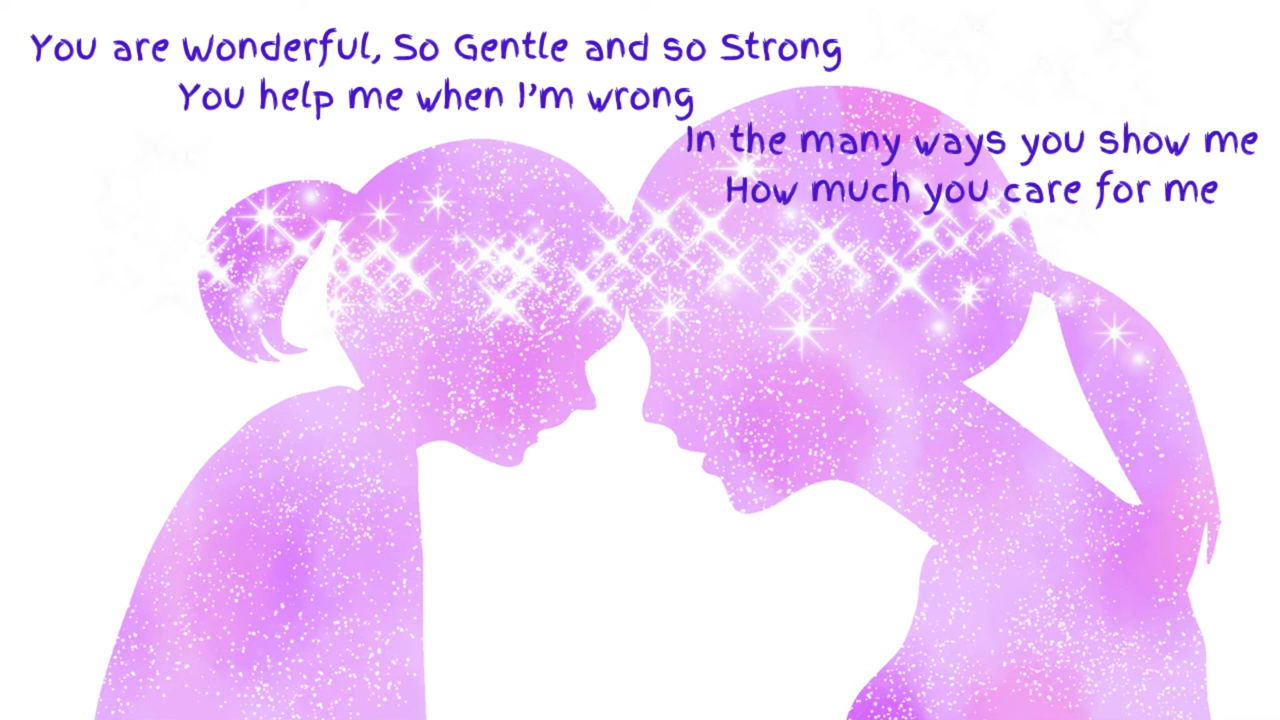 You are Wonderful, So Gentle and so Strong
You help me when I'm wrong
In the many ways you show me
How much you care for me